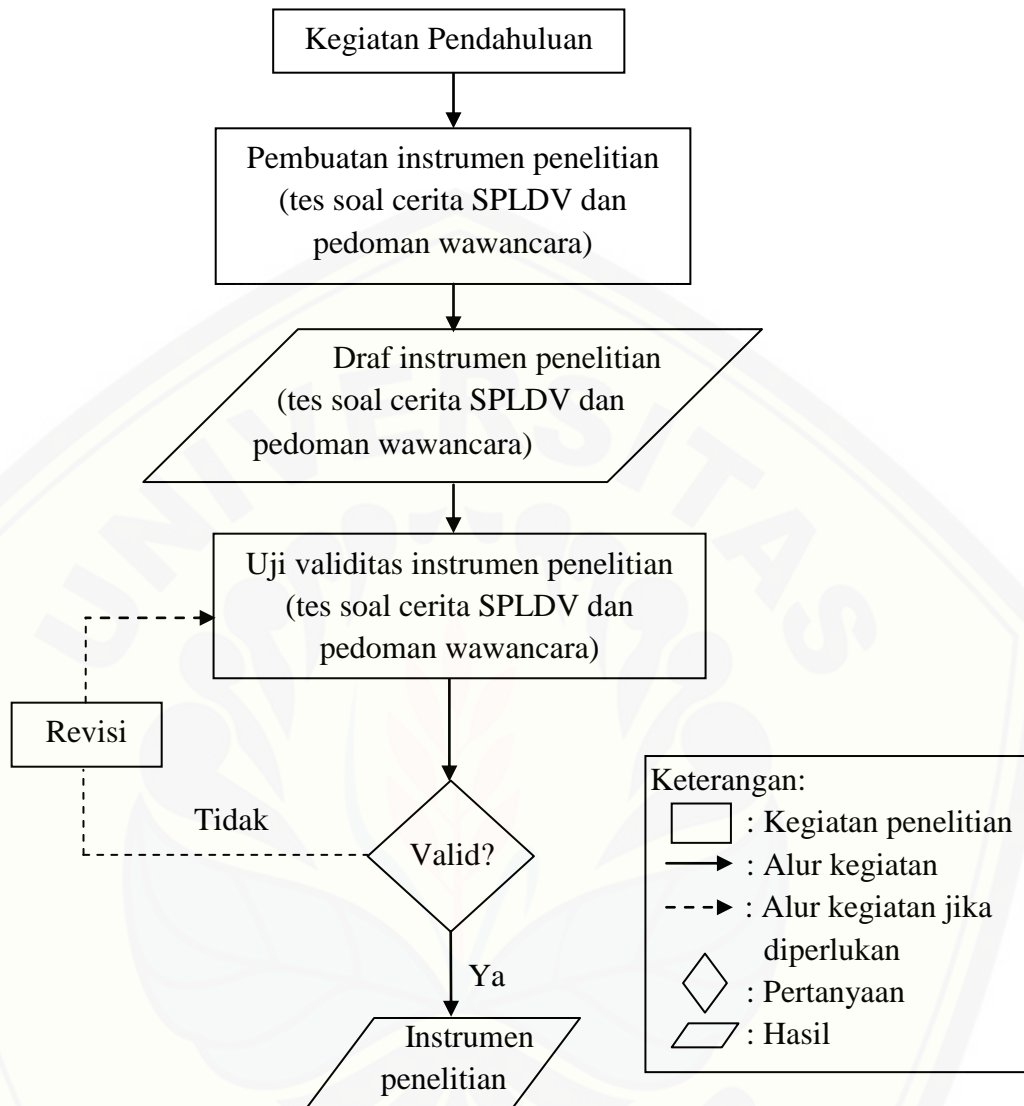 Kegiatan Pendahuluan
Pembuatan instrumen penelitian
(tes soal cerita SPLDV dan
pedoman wawancara)
Draf instrumen penelitian
(tes soal cerita SPLDV dan
pedoman wawancara)
Uji validitas instrumen penelitian
(tes soal cerita SPLDV dan
pedoman wawancara)
Revisi
Tidak
Valid?
Ya
Instrumen
penelitian
Keterangan:
: Kegiatan penelitian
: Alur kegiatan
: Alur kegiatan jika
diperlukan
: Pertanyaan
: Hasil
UNIVERSITAS